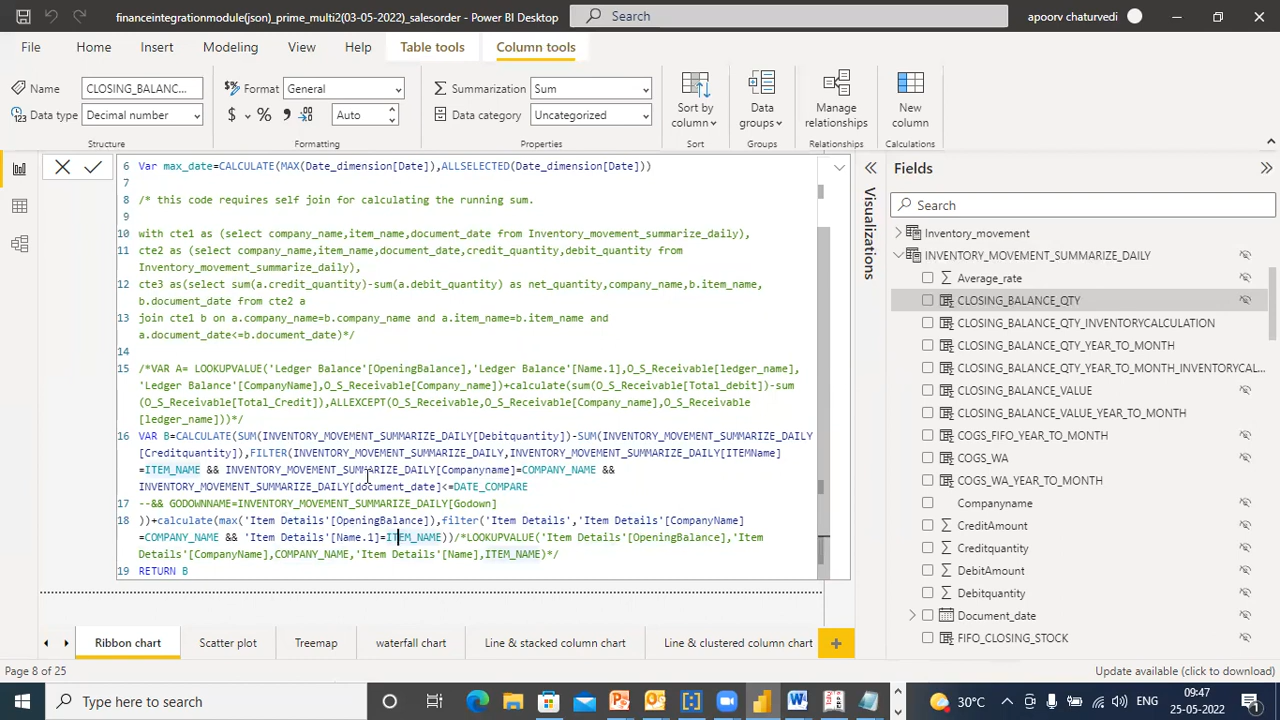 financeintegrationmodule(json)_prime_multi2(03-05-2022)_salesorder - Power BI Desktop
Search
apoorv chaturvedi
File
Home
Insert
Modeling
View
Help
Table tools
Column tools
Name
CLOSING_BALANC...
Format
General
Summarization
Sum
Data type
Decimal number
$
%
Auto
Data category
Uncategorized
Sort by column
Data groups
Manage relationships
New column
Structure
Formatting
Properties
Sort
Groups
Relationships
Calculations
6 Var max_date=CALCULATE(MAX(Date_dimension[Date]),ALLSELECTED(Date_dimension[Date]))
7
8 /* this code requires self join for calculating the running sum.
9
10 with cte1 as (select company_name,item_name,document_date from Inventory_movement_summarize_daily),
11 cte2 as (select company_name,item_name,document_date,credit_quantity,debit_quantity from
Inventory_movement_summarize_daily),
12 cte3 as(select sum(a.credit_quantity)-sum(a.debit_quantity) as net_quantity,company_name,b.item_name,
b.document_date from cte2 a
13 join cte1 b on a.company_name=b.company_name and a.item_name=b.item_name and
a.document_date<=b.document_date)*/
14
15 /*VAR A= LOOKUPVALUE('Ledger Balance'[OpeningBalance],'Ledger Balance'[Name.1],O_S_Receivable[ledger_name],
'Ledger Balance'[CompanyName],O_S_Receivable[Company_name])+calculate(sum(O_S_Receivable[Total_debit])-sum
(O_S_Receivable[Total_Credit]),ALLEXCEPT(O_S_Receivable,O_S_Receivable[Company_name],O_S_Receivable
[ledger_name]))*/
16 VAR B=CALCULATE(SUM(INVENTORY_MOVEMENT_SUMMARIZE_DAILY[Debitquantity])-SUM(INVENTORY_MOVEMENT_SUMMARIZE_DAILY
[Creditquantity]),FILTER(INVENTORY_MOVEMENT_SUMMARIZE_DAILY,INVENTORY_MOVEMENT_SUMMARIZE_DAILY[ITEMName]
=ITEM_NAME && INVENTORY_MOVEMENT_SUMMARIZE_DAILY[Companyname]=COMPANY_NAME &&
INVENTORY_MOVEMENT_SUMMARIZE_DAILY[document_date]<=DATE_COMPARE
17 --&& GODOWNNAME=INVENTORY_MOVEMENT_SUMMARIZE_DAILY[Godown]
18 ))+calculate(max('Item Details'[OpeningBalance]),filter('Item Details','Item Details'[CompanyName]
=COMPANY_NAME && 'Item Details'[Name.1]=ITEM_NAME))/*LOOKUPVALUE('Item Details'[OpeningBalance],'Item
Details'[CompanyName],COMPANY_NAME,'Item Details'[Name],ITEM_NAME)*/
19 RETURN B
Visualizations
Fields
Search
Inventory_movement
INVENTORY_MOVEMENT_SUMMARIZE_DAILY
Average_rate
CLOSING_BALANCE_QTY
CLOSING_BALANCE_QTY_INVENTORYCALCULATION
CLOSING_BALANCE_QTY_YEAR_TO_MONTH
CLOSING_BALANCE_QTY_YEAR_TO_MONTH_INVENTORYCAL...
CLOSING_BALANCE_VALUE
CLOSING_BALANCE_VALUE_YEAR_TO_MONTH
COGS_FIFO_YEAR_TO_MONTH
COGS_WA
COGS_WA_YEAR_TO_MONTH
Companyname
CreditAmount
Creditquantity
DebitAmount
Debitquantity
Document_date
FIFO_CLOSING_STOCK
Ribbon chart
Scatter plot
Treemap
waterfall chart
Line & stacked column chart
Line & clustered column chart
Page 8 of 25
Update available (click to download)
Type here to search
30°C
ENG
09:47
25-05-2022